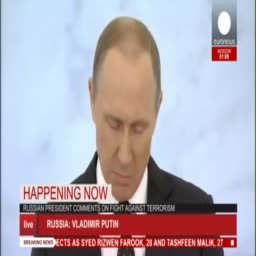 euronews
MOSCOW
01:09
HAPPENING NOW
RUSSIAN PRESIDENT COMMENTS ON FIGHT AGAINST TERRORISM
live
RUSSIA: VLADIMIR PUTIN
BREAKING NEWS
ECTS AS SYED RIZWEN FAROOK, 28 AND TASHFEEN MALIK, 27